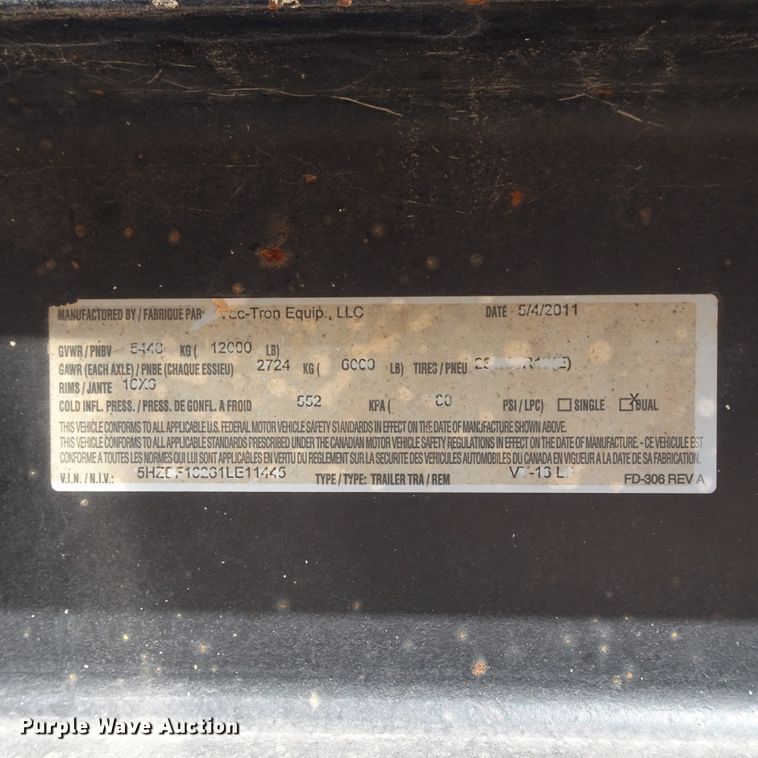 MANUFACTURED BY / FABRIQUE PAR: Equip., LLC DATE 5/4/2011
GVWR / PNBV KG ( 12000 LB)
GAWR (EACH AXLE) / PNBE (CHAQUE ESSIEU) 2724 KG ( 6000 LB) TIRES / PNEU
RIMS / JANTE 16X6
COLD INFL. PRESS. / PRESS. DE GONFL. A FROID 552 KPA ( PSI / LPC) SINGLE DUAL
THIS VEHICLE CONFORMS TO ALL APPLICABLE U.S. FEDERAL MOTOR VEHICLE SAFETY STANDARDS IN EFFECT ON THE DATE OF MANUFACTURE SHOWN ABOVE.
THIS VEHICLE CONFORMS TO ALL APPLICABLE STANDARDS PRESCRIBED UNDER THE CANADIAN MOTOR VEHICLE SAFETY REGULATIONS IN EFFECT ON THE DATE OF MANUFACTURE. - CE VEHICULE EST
CONFORME A TOUTES LES NORMES QUI LUI SONT APPLICABLES EN VERTU DU REGLEMENT SUR LA SECURITE DES VEHICULES AUTOMOBILES DU CANADA EN VIGUEUR A LA DATE DE SA FABRICATION.
V.I.N. / N.I.V.: TYPE / TYPE: TRAILER TRA / REM FD-306 REV A
Purple Wave Auction